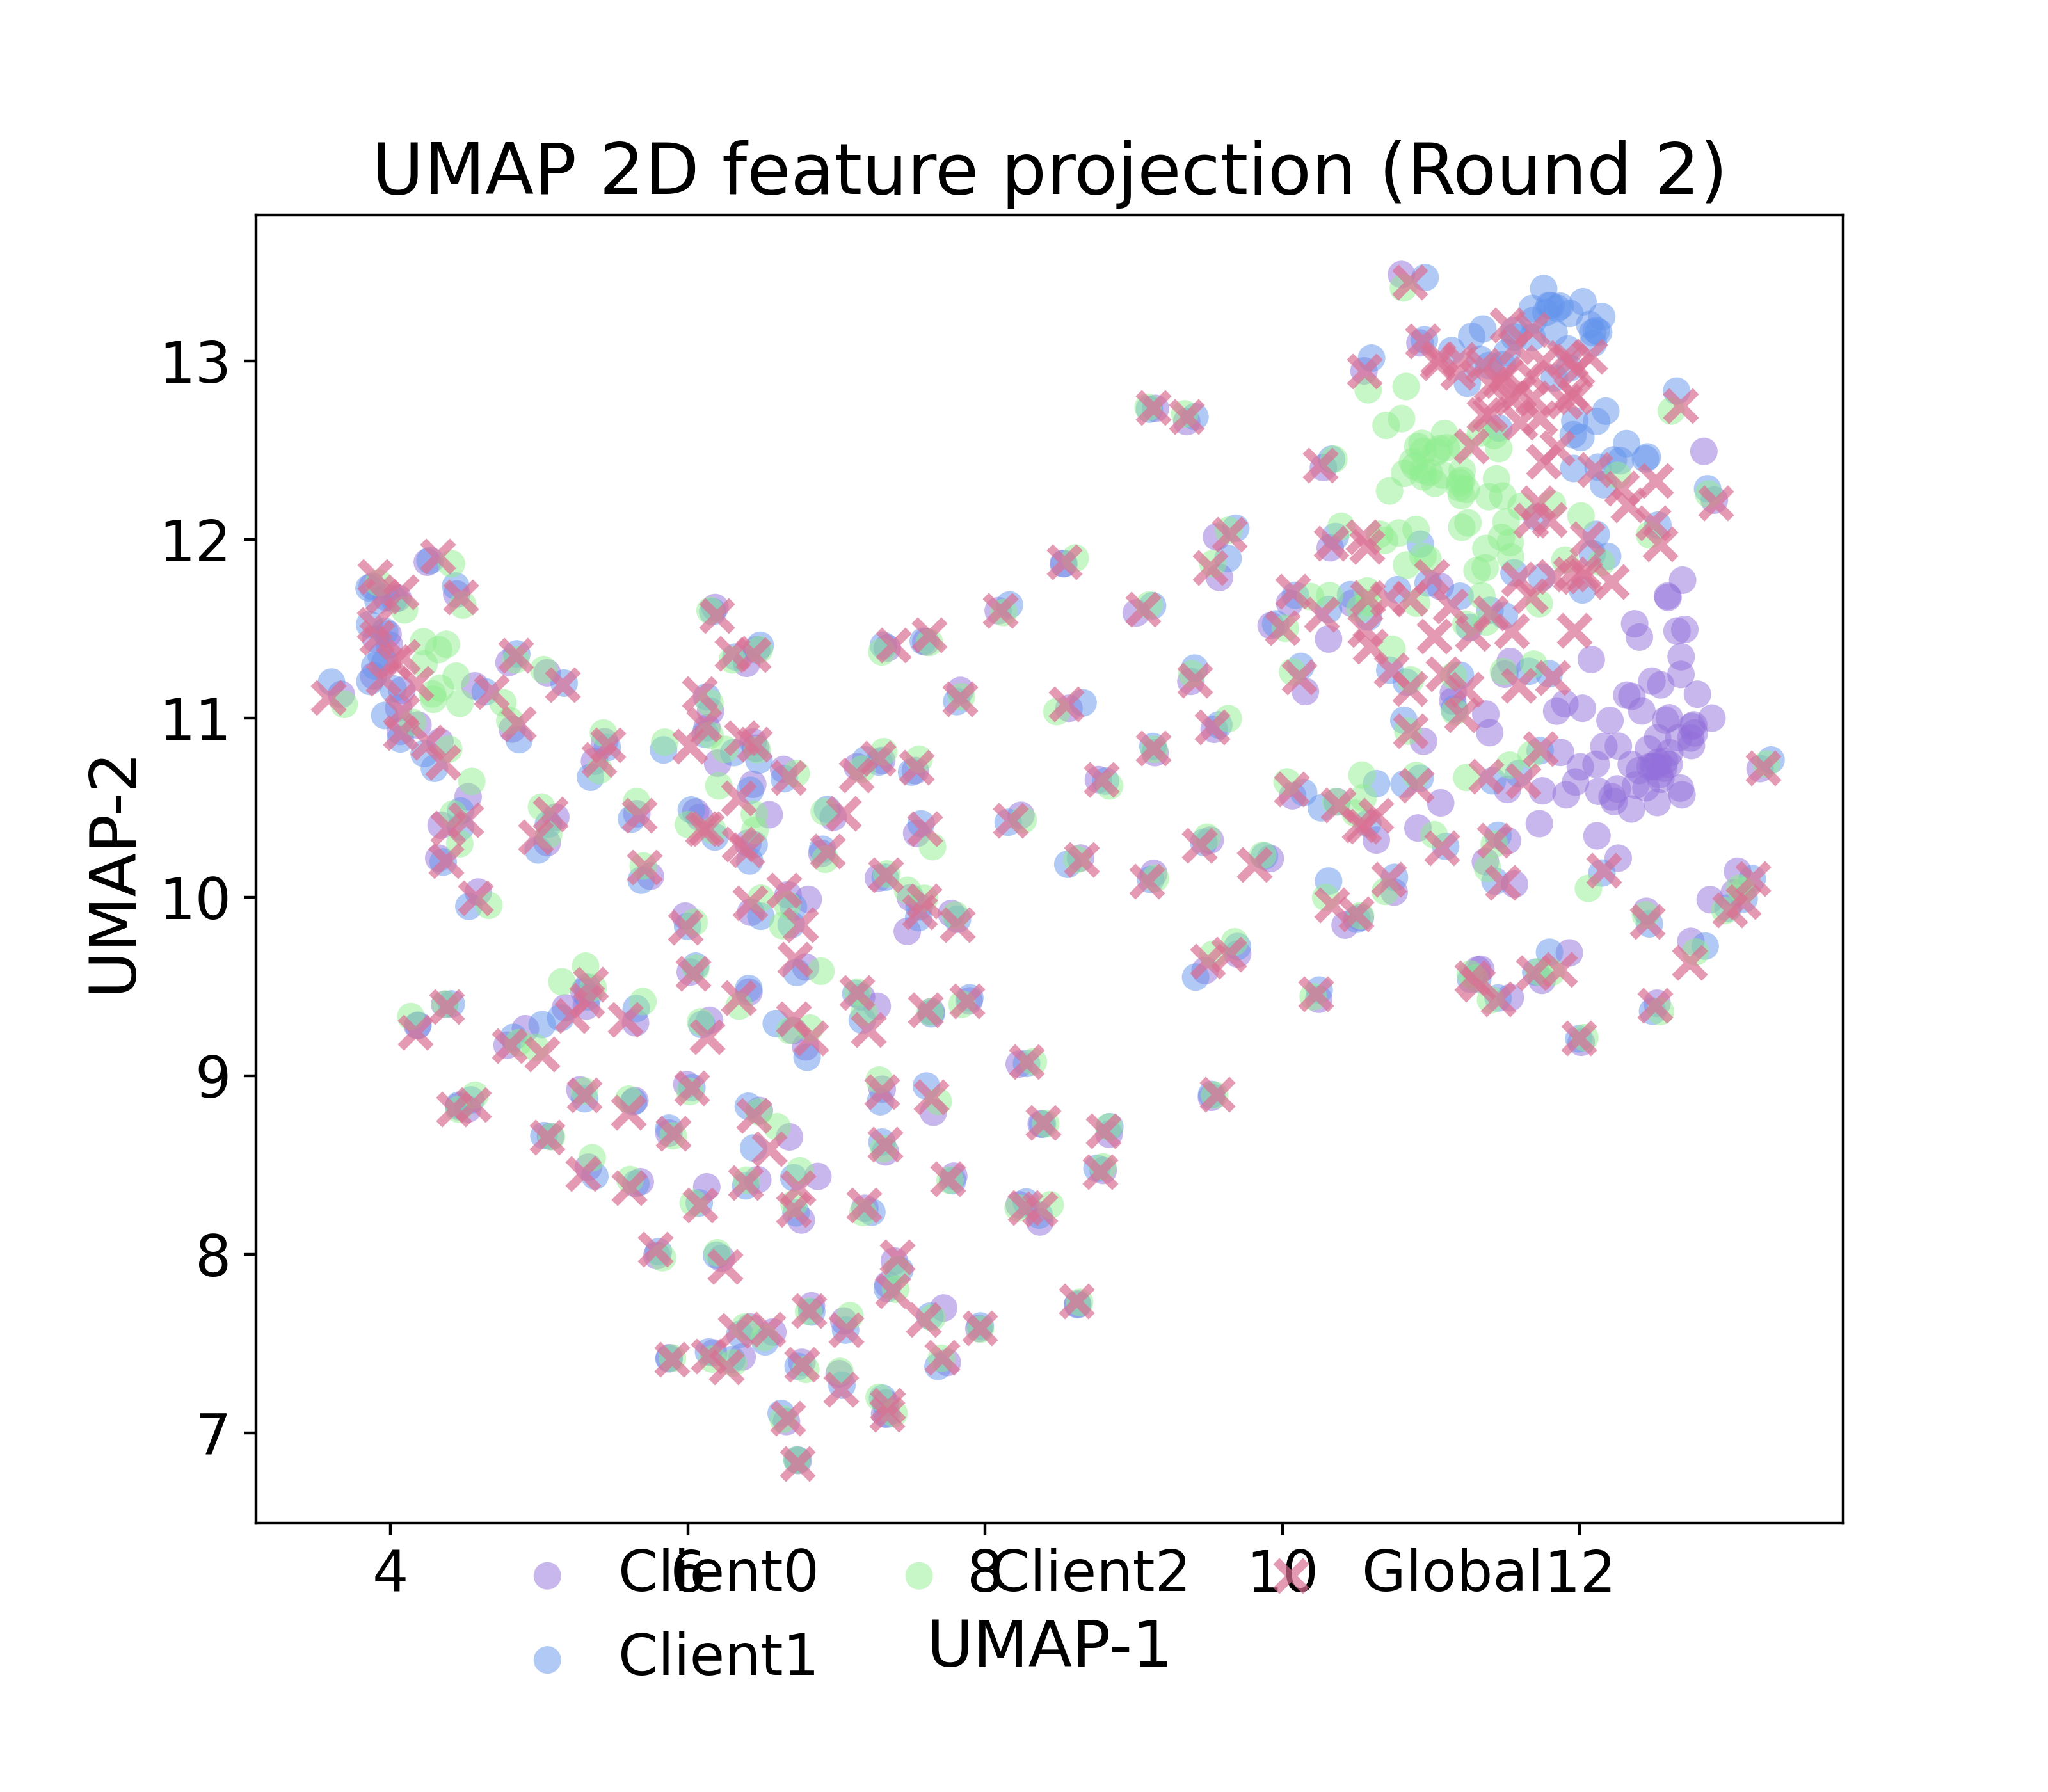 UMAP 2D feature projection (Round 2)
13
12
11
10
9
8
7
UMAP-2
4 6 8 10 12
Client0 Client2 Global
Client1
UMAP-1